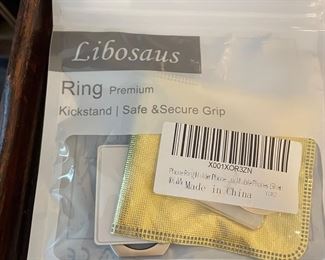 Libosaus
Ring Premium
Kickstand | Safe &Secure Grip
X001XOR3ZN
Made in China